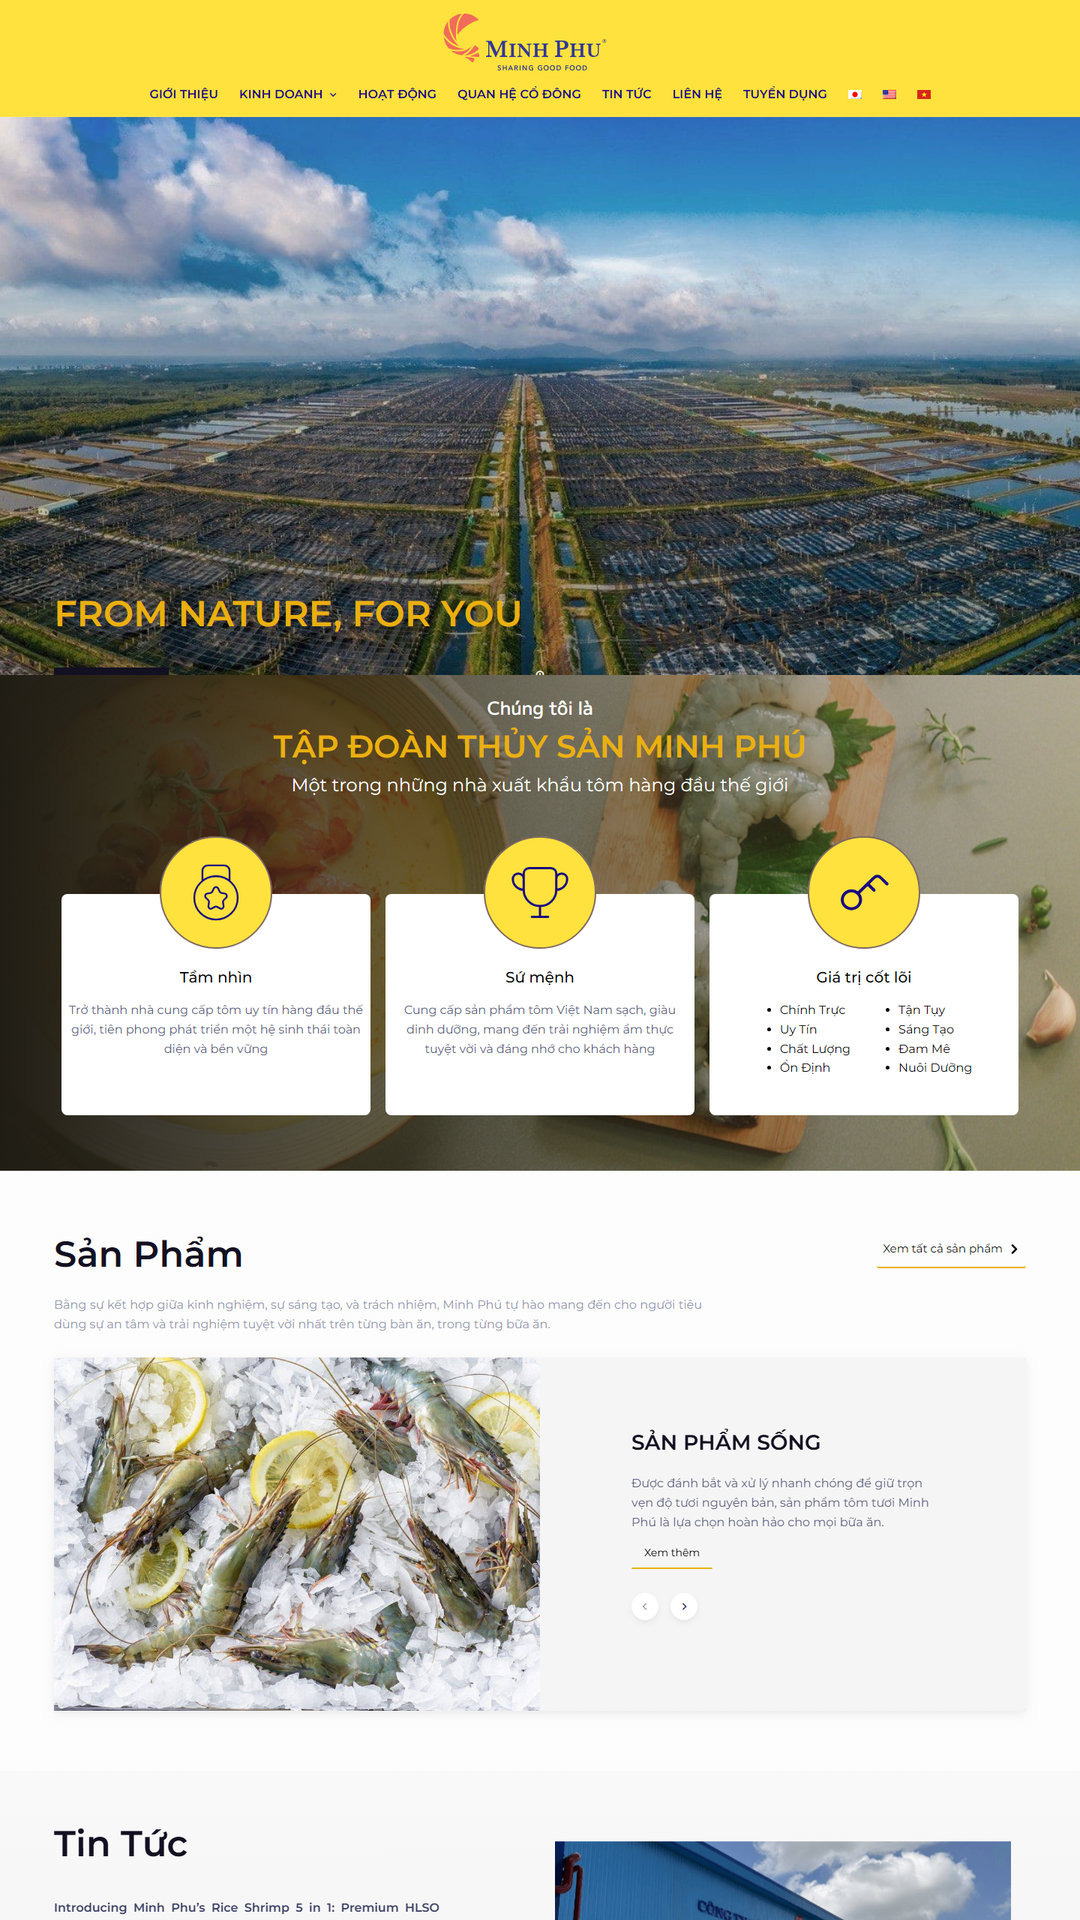 MINH PHU®
SHARING GOOD FOOD
GIỚI THIỆU KINH DOANH HOẠT ĐỘNG QUAN HỆ CỔ ĐÔNG TIN TỨC LIÊN HỆ TUYỂN DỤNG
FROM NATURE, FOR YOU
Chúng tôi là
TẬP ĐOÀN THỦY SẢN MINH PHÚ
Một trong những nhà xuất khẩu tôm hàng đầu thế giới
Tầm nhìn
Trở thành nhà cung cấp tôm uy tín hàng đầu thế
giới, tiên phong phát triển một hệ sinh thái toàn
diện và bền vững
Sứ mệnh
Cung cấp sản phẩm tôm Việt Nam sạch, giàu
dinh dưỡng, mang đến trải nghiệm ẩm thực
tuyệt vời và đáng nhớ cho khách hàng
Giá trị cốt lõi
• Chính Trực
• Uy Tín
• Chất Lượng
• Ổn Định
• Tận Tụy
• Sáng Tạo
• Đam Mê
• Nuôi Dưỡng
Sản Phẩm
Xem tất cả sản phẩm
Bằng sự kết hợp giữa kinh nghiệm, sự sáng tạo, và trách nhiệm, Minh Phú tự hào mang đến cho người tiêu
dùng sự an tâm và trải nghiệm tuyệt vời nhất trên từng bàn ăn, trong từng bữa ăn.
SẢN PHẨM SỐNG
Được đánh bắt và xử lý nhanh chóng để giữ trọn
vẹn độ tươi nguyên bản, sản phẩm tôm tươi Minh
Phú là lựa chọn hoàn hảo cho mọi bữa ăn.
Xem thêm
Tin Tức
Introducing Minh Phu's Rice Shrimp 5 in 1: Premium HLSO
CÔNG T